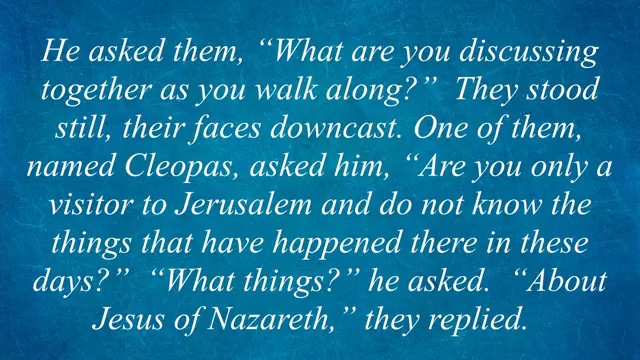 He asked them, “What are you discussing
together as you walk along?”  They stood
still, their faces downcast. One of them,
named Cleopas, asked him, “Are you only a
visitor to Jerusalem and do not know the
things that have happened there in these
days?”  “What things?” he asked.  “About
Jesus of Nazareth,” they replied.